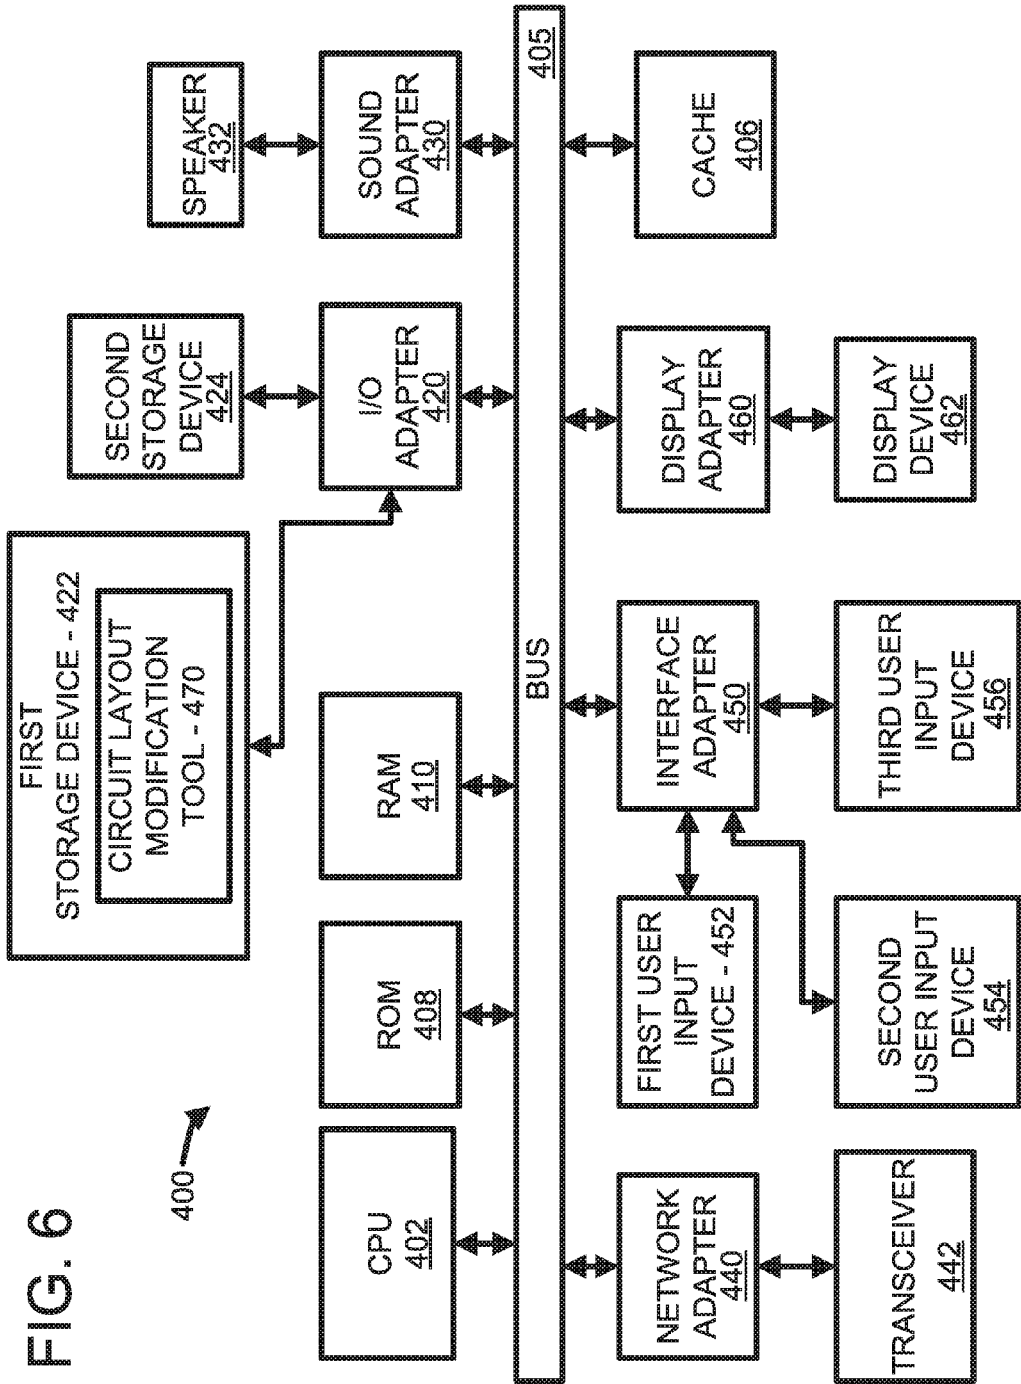 FIG. 6
400
FIRST
STORAGE DEVICE - 422
CIRCUIT LAYOUT
MODIFICATION
TOOL - 470
SECOND
STORAGE
DEVICE
424
SPEAKER
432
CPU
402
ROM
408
RAM
410
I/O
ADAPTER
420
SOUND
ADAPTER
430
BUS
405
NETWORK
ADAPTER
440
FIRST USER
INPUT
DEVICE - 452
INTERFACE
ADAPTER
450
DISPLAY
ADAPTER
460
CACHE
406
TRANSCEIVER
442
SECOND
USER INPUT
DEVICE
454
THIRD USER
INPUT
DEVICE
456
DISPLAY
DEVICE
462